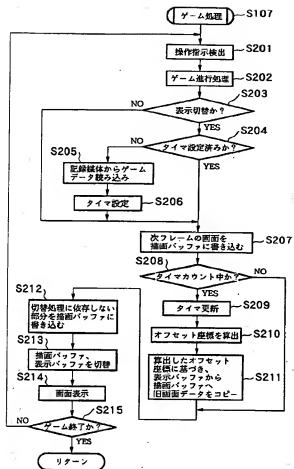 ゲーム処理
S107
操作指示検出
S201
ゲーム進行処理
S202
表示切替か？
S203
NO
YES
タイマ設定済みか？
S204
NO
YES
S205
記録媒体からゲーム
データ読み込み
タイマ設定
S206
次フレームの画面を
描画バッファに書き込む
S207
S208
タイマカウント中か？
NO
YES
タイマ更新
S209
オフセット座標を算出
S210
算出したオフセット
座標に基づき、
表示バッファから
描画バッファへ
旧画面データをコピー
S211
S212
切替処理に依存しない
部分を描画バッファに
書き込む
S213
描画バッファ、
表示バッファを切替
S214
画面表示
S215
ゲーム終了か？
NO
YES
リターン